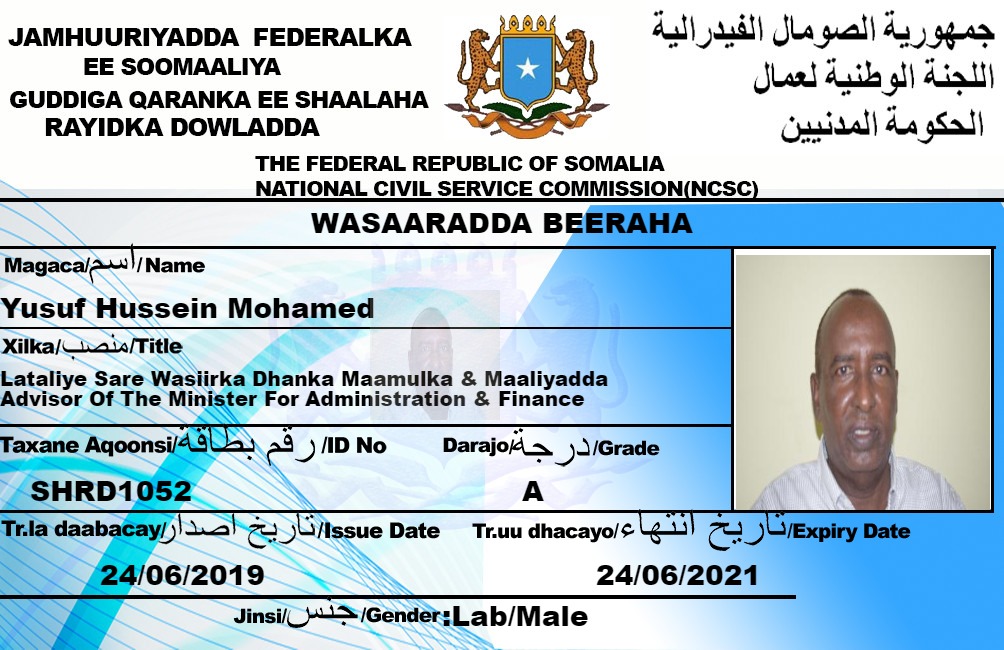 JAMHUURIYADDA FEDERALKA
EE SOOMAALIYA
GUDDIGA QARANKA EE SHAALAHA
RAYIDKA DOWLADDA
جمهورية الصومال الفيدرالية
اللجنة الوطنية لعمال
الحكومة المدنيين
THE FEDERAL REPUBLIC OF SOMALIA
NATIONAL CIVIL SERVICE COMMISSION(NCSC)
WASAARADDA BEERAHA
Magaca/اسم/Name
Yusuf Hussein Mohamed
Xilka/منصب/Title
Lataliye Sare Wasiirka Dhanka Maamulka & Maaliyadda
Advisor Of The Minister For Administration & Finance
Taxane Aqoonsi/رقم بطاقة/ID No Darajo/درجة/Grade
SHRD1052 A
Tr.la daabacay/تاريخ اصدار/Issue Date Tr.uu dhacayo/تاريخ انتهاء/Expiry Date
24/06/2019 24/06/2021
Jinsi/جنس/Gender:Lab/Male